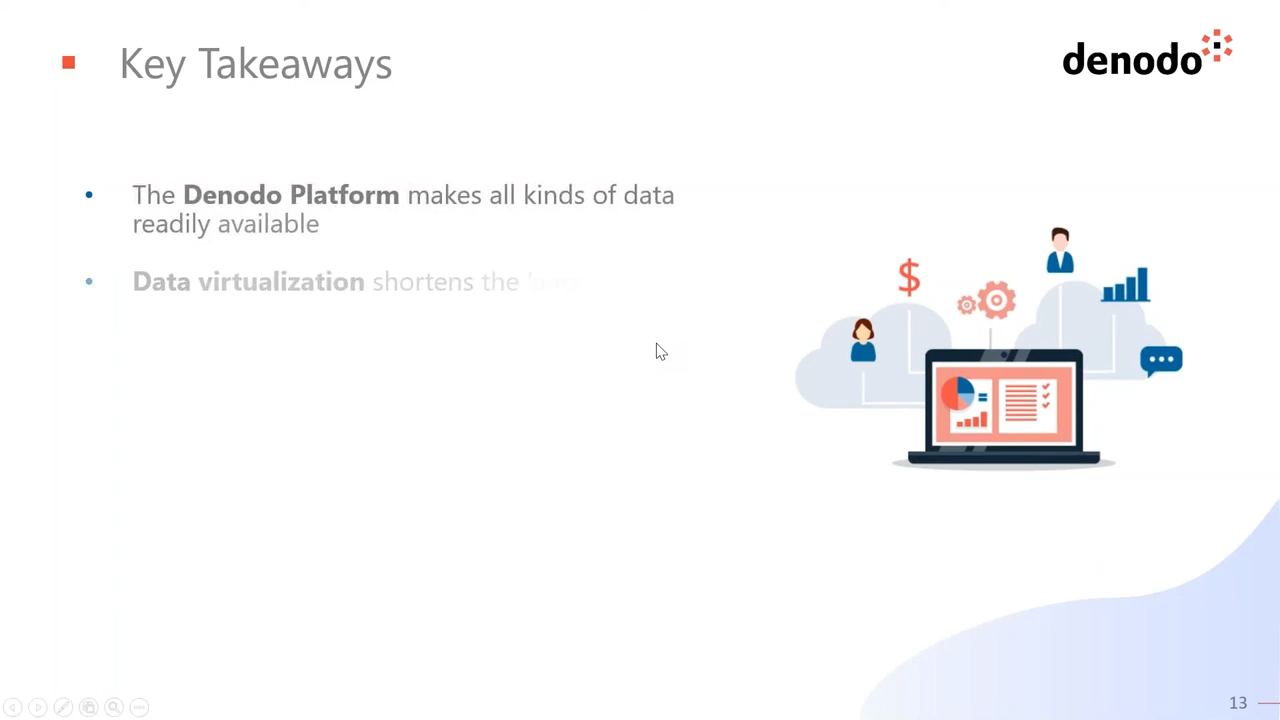 Key Takeaways
denodo
• The Denodo Platform makes all kinds of data
readily available
• Data virtualization shortens the
$
13